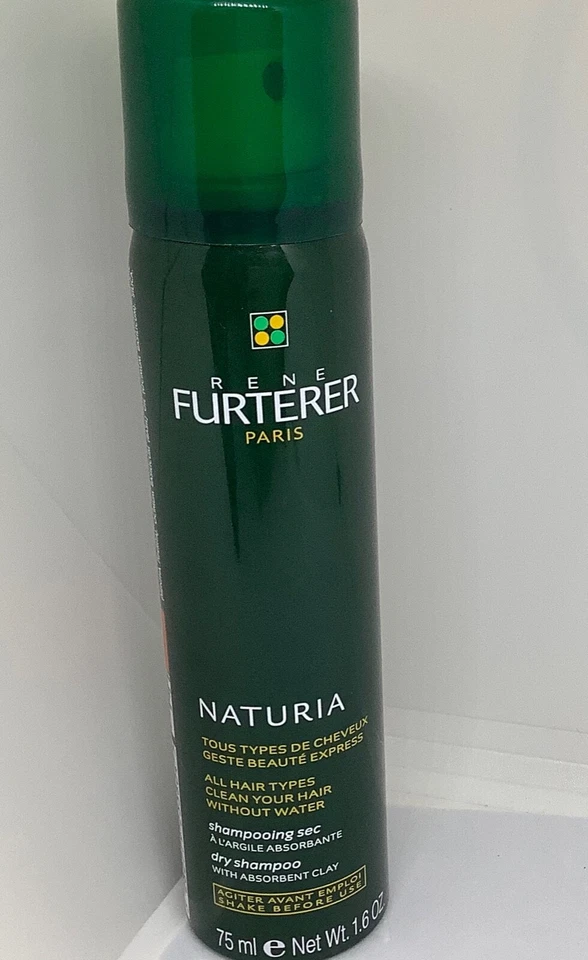 RENE
FURTERER
PARIS
NATURIA
TOUS TYPES DE CHEVEUX
GESTE BEAUTÉ EXPRESS
ALL HAIR TYPES
CLEAN YOUR HAIR
WITHOUT WATER
shampooing sec
À L'ARGILE ABSORBANTE
dry shampoo
WITH ABSORBENT CLAY
AGITER AVANT EMPLOI
SHAKE BEFORE USE
75 ml e Net Wt. 1.6 OZ